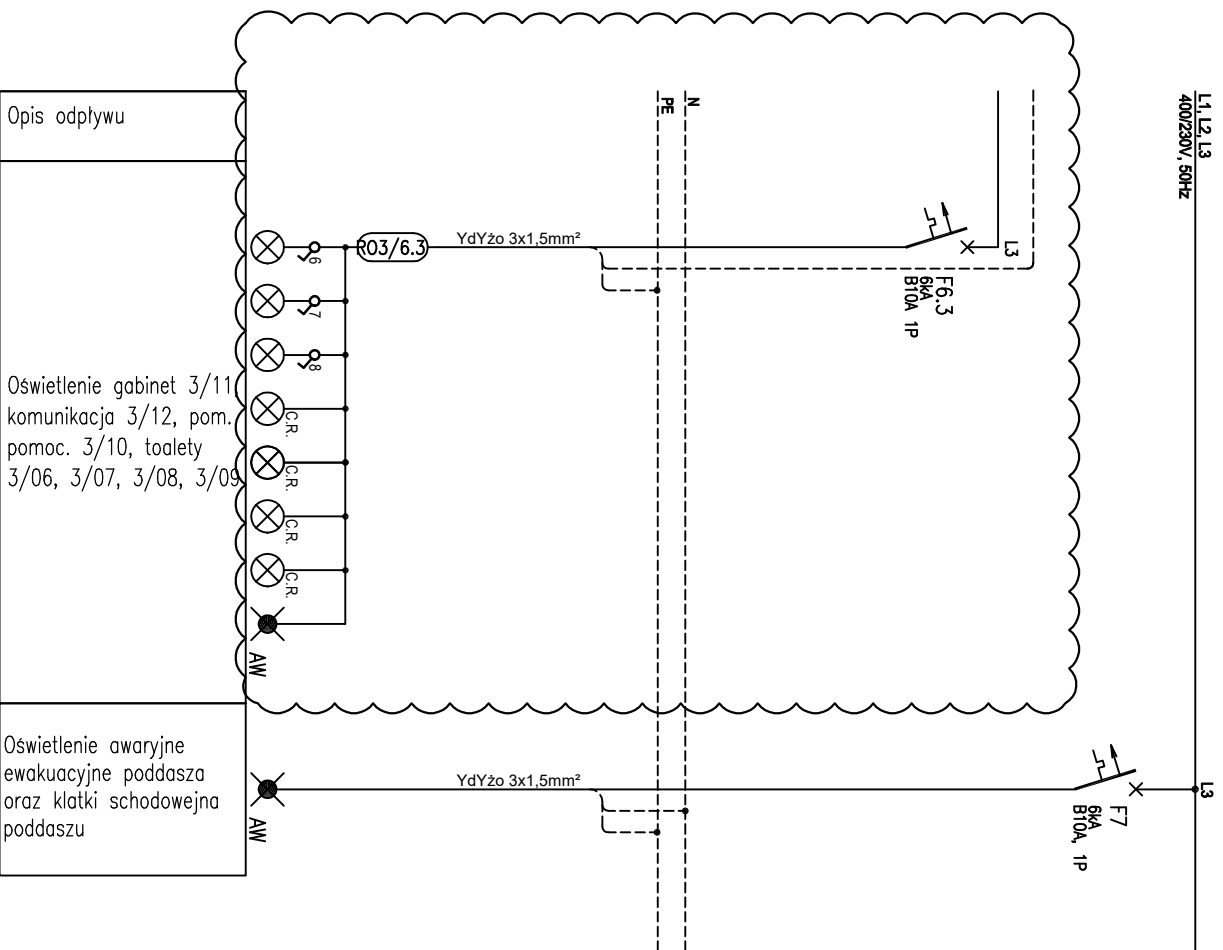 Opis odpływu
Oświetlenie gabinet 3/11,
komunikacja 3/12, pom.
pomoc. 3/10, toalety
3/06, 3/07, 3/08, 3/09
Oświetlenie awaryjne
ewakuacyjne poddasza
oraz klatki schodowejna
poddaszu
6
7
8
C.R.
C.R.
C.R.
C.R.
AW
AW
R03/6.3
YdYżo 3x1,5mm²
YdYżo 3x1,5mm²
PE
N
L3
F6.3
6kA
B10A 1P
L3
F7
6kA
B10A, 1P
L1, L2, L3
400/230V, 50Hz